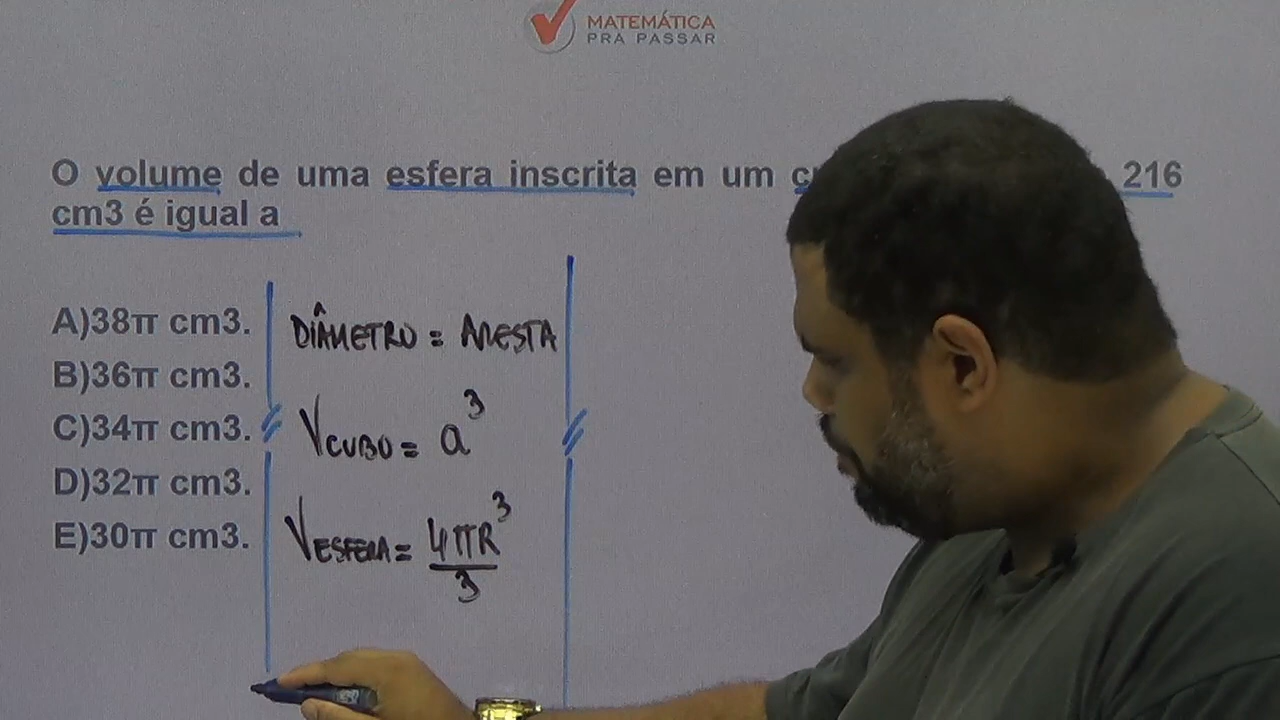 MATEMÁTICA
PRA PASSAR
O volume de uma esfera inscrita em um 216
cm3 é igual a
A)38π cm3.
B)36π cm3.
C)34π cm3.
D)32π cm3.
E)30π cm3.
DIÂMETRO = ARESTA
VCUBO = a³
VESFERA = 4πR³
3